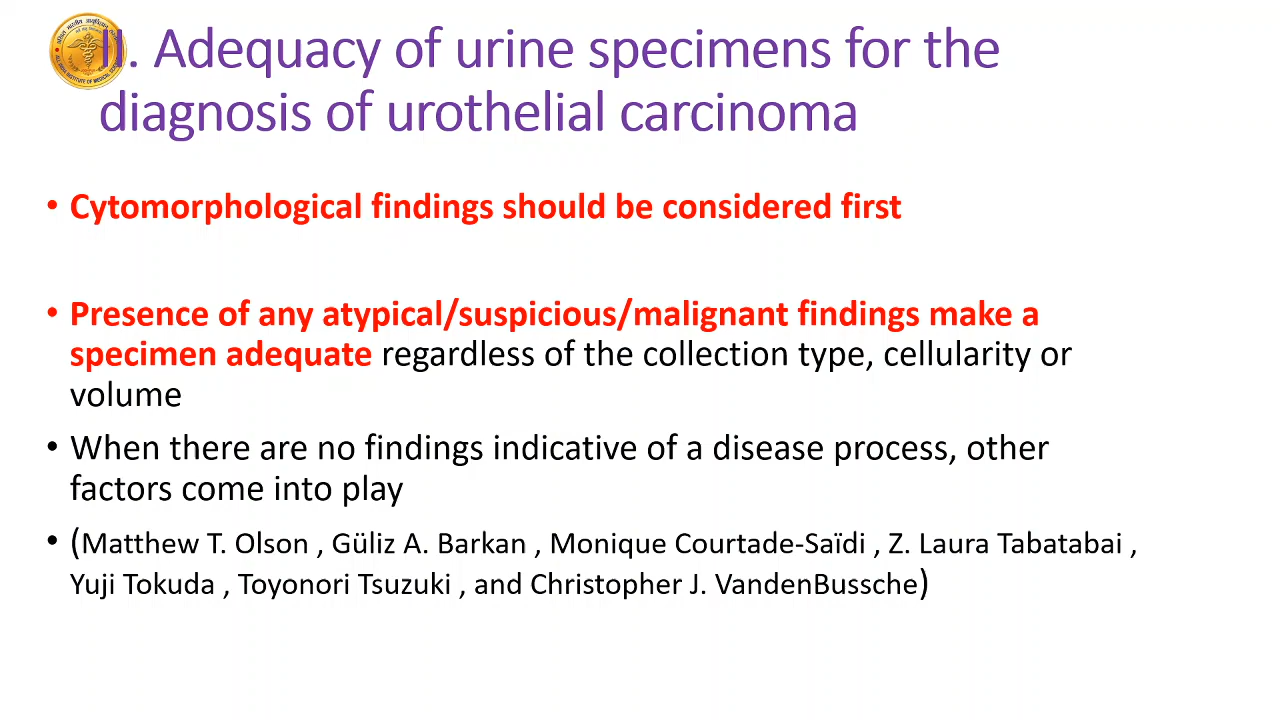 II. Adequacy of urine specimens for the
diagnosis of urothelial carcinoma
• Cytomorphological findings should be considered first
• Presence of any atypical/suspicious/malignant findings make a
specimen adequate regardless of the collection type, cellularity or
volume
• When there are no findings indicative of a disease process, other
factors come into play
• (Matthew T. Olson , Güliz A. Barkan , Monique Courtade-Saïdi , Z. Laura Tabatabai ,
Yuji Tokuda , Toyonori Tsuzuki , and Christopher J. VandenBussche)